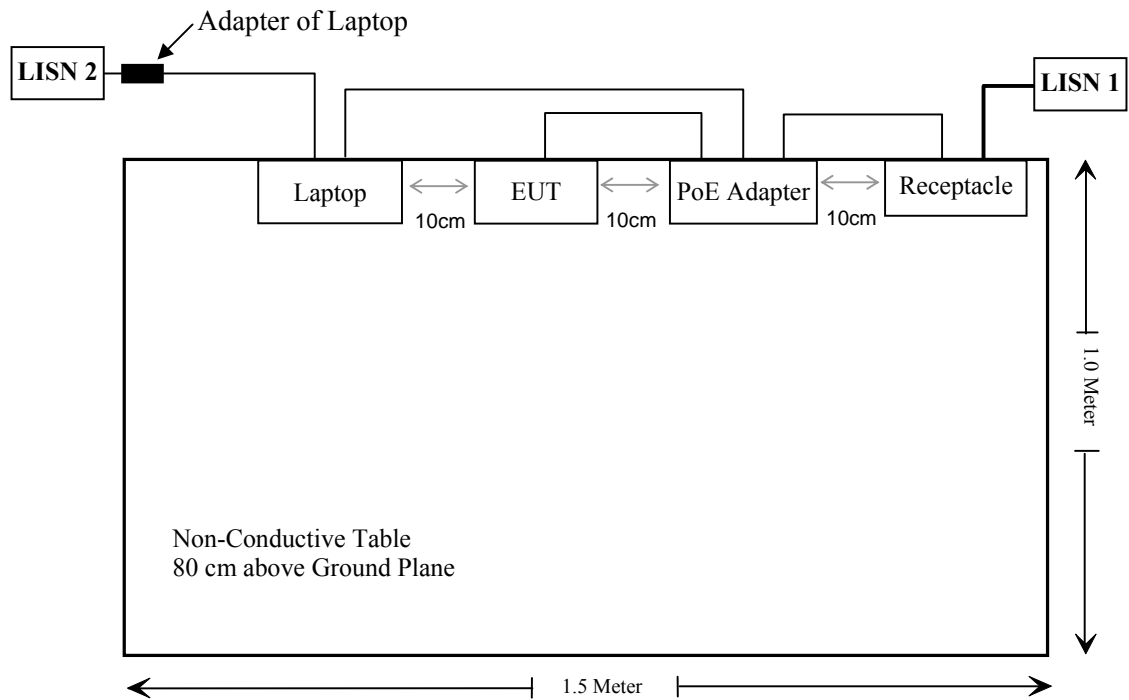 Adapter of Laptop
LISN 2
LISN 1
Laptop
EUT
PoE Adapter
Receptacle
10cm
10cm
10cm
1.0 Meter
Non-Conductive Table
80 cm above Ground Plane
1.5 Meter